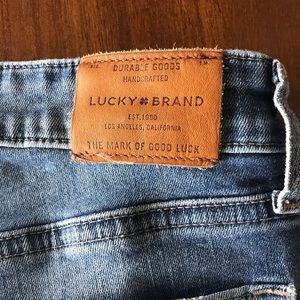 DURABLE GOODS
HANDCRAFTED
LUCKY BRAND
EST. 1990
LOS ANGELES, CALIFORNIA
THE MARK OF GOOD LUCK